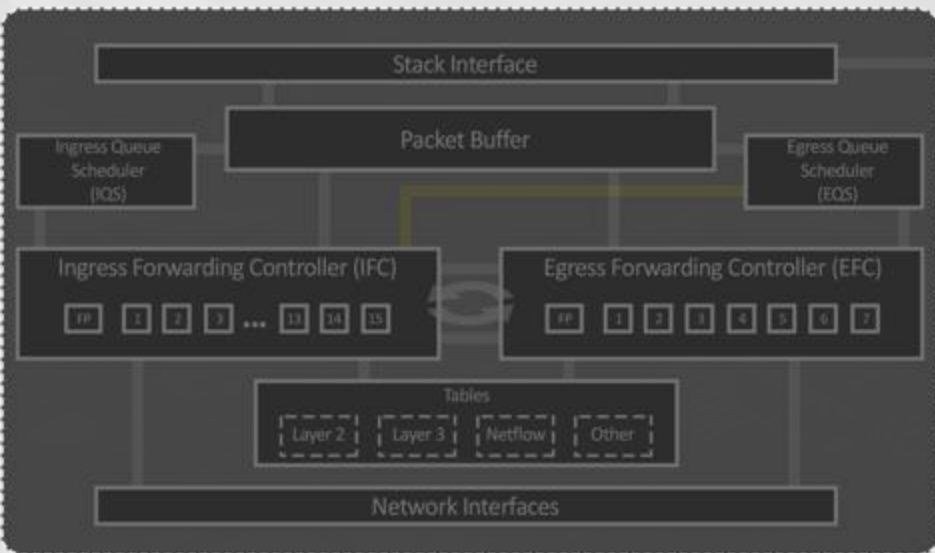 Stack Interface
Packet Buffer
Ingress Queue
Scheduler
(IQS)
Egress Queue
Scheduler
(EQS)
Ingress Forwarding Controller (IFC)
FP 1 2 3 ... 13 14 15
Egress Forwarding Controller (EFC)
FP 1 2 3 4 5 6 7
Tables
Layer 2 Layer 3 Netflow Other
Network Interfaces